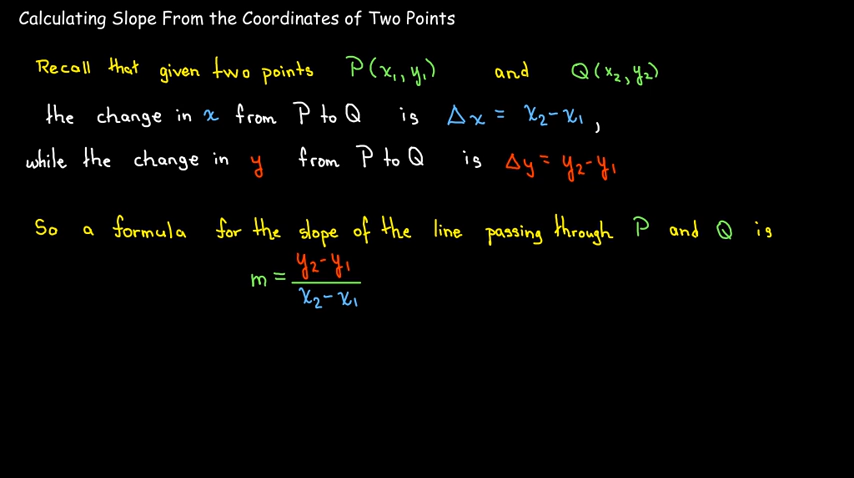 Calculating Slope From the Coordinates of Two Points
Recall that given two points P(x₁, y₁) and Q(x₂, y₂)
the change in x from P to Q is Δx = x₂-x₁,
while the change in y from P to Q is Δy = y₂-y₁
So a formula for the slope of the line passing through P and Q is
m = y₂-y₁ / x₂-x₁